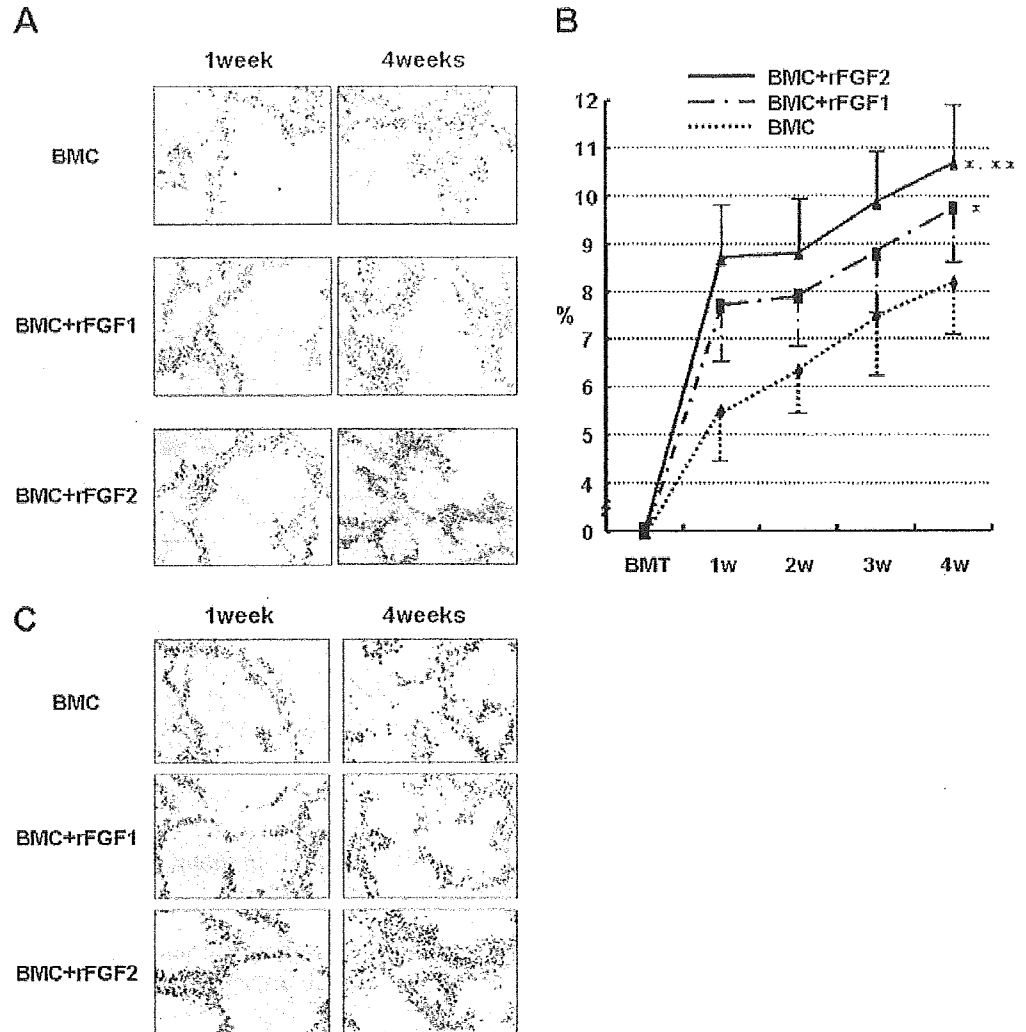 A
1week 4weeks
BMC
BMC+rFGF1
BMC+rFGF2
B
BMC+rFGF2
BMC+rFGF1
BMC
12
11
10
9
8
7
6
5
4
0
%
*, **
*
BMT 1w 2w 3w 4w
C
1week 4weeks
BMC
BMC+rFGF1
BMC+rFGF2